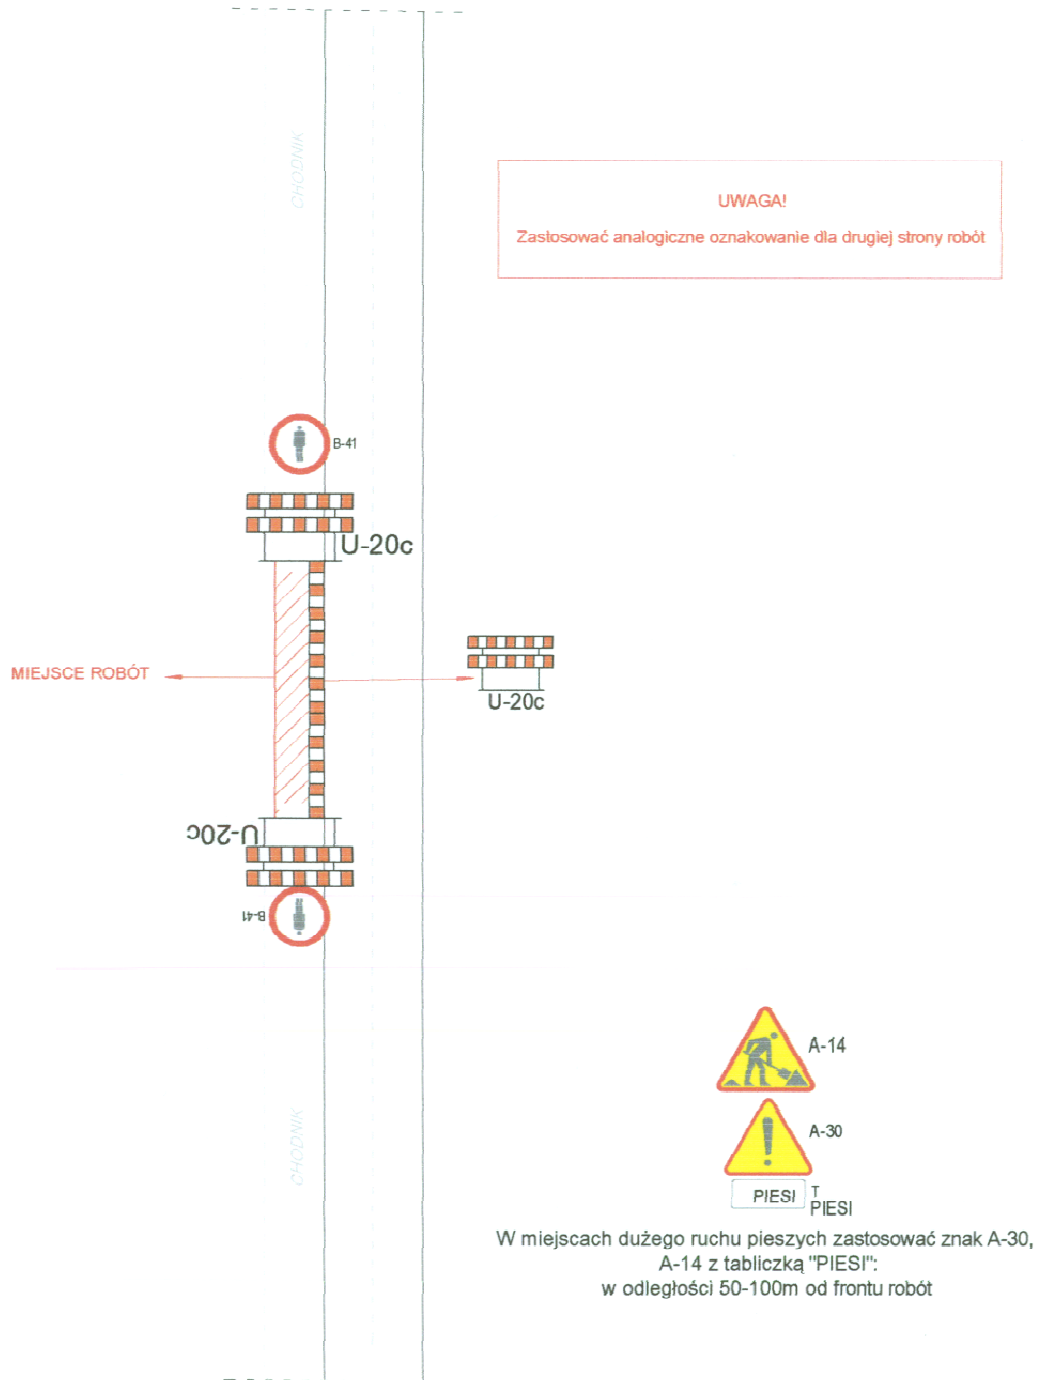 CHODNIK
UWAGA!
Zastosować analogiczne oznakowanie dla drugiej strony robót
B-41
U-20c
MIEJSCE ROBÓT
U-20c
U-20c
B-41
A-14
A-30
PIESI
T
PIESI
CHODNIK
W miejscach dużego ruchu pieszych zastosować znak A-30,
A-14 z tabliczką "PIESI":
w odległości 50-100m od frontu robót